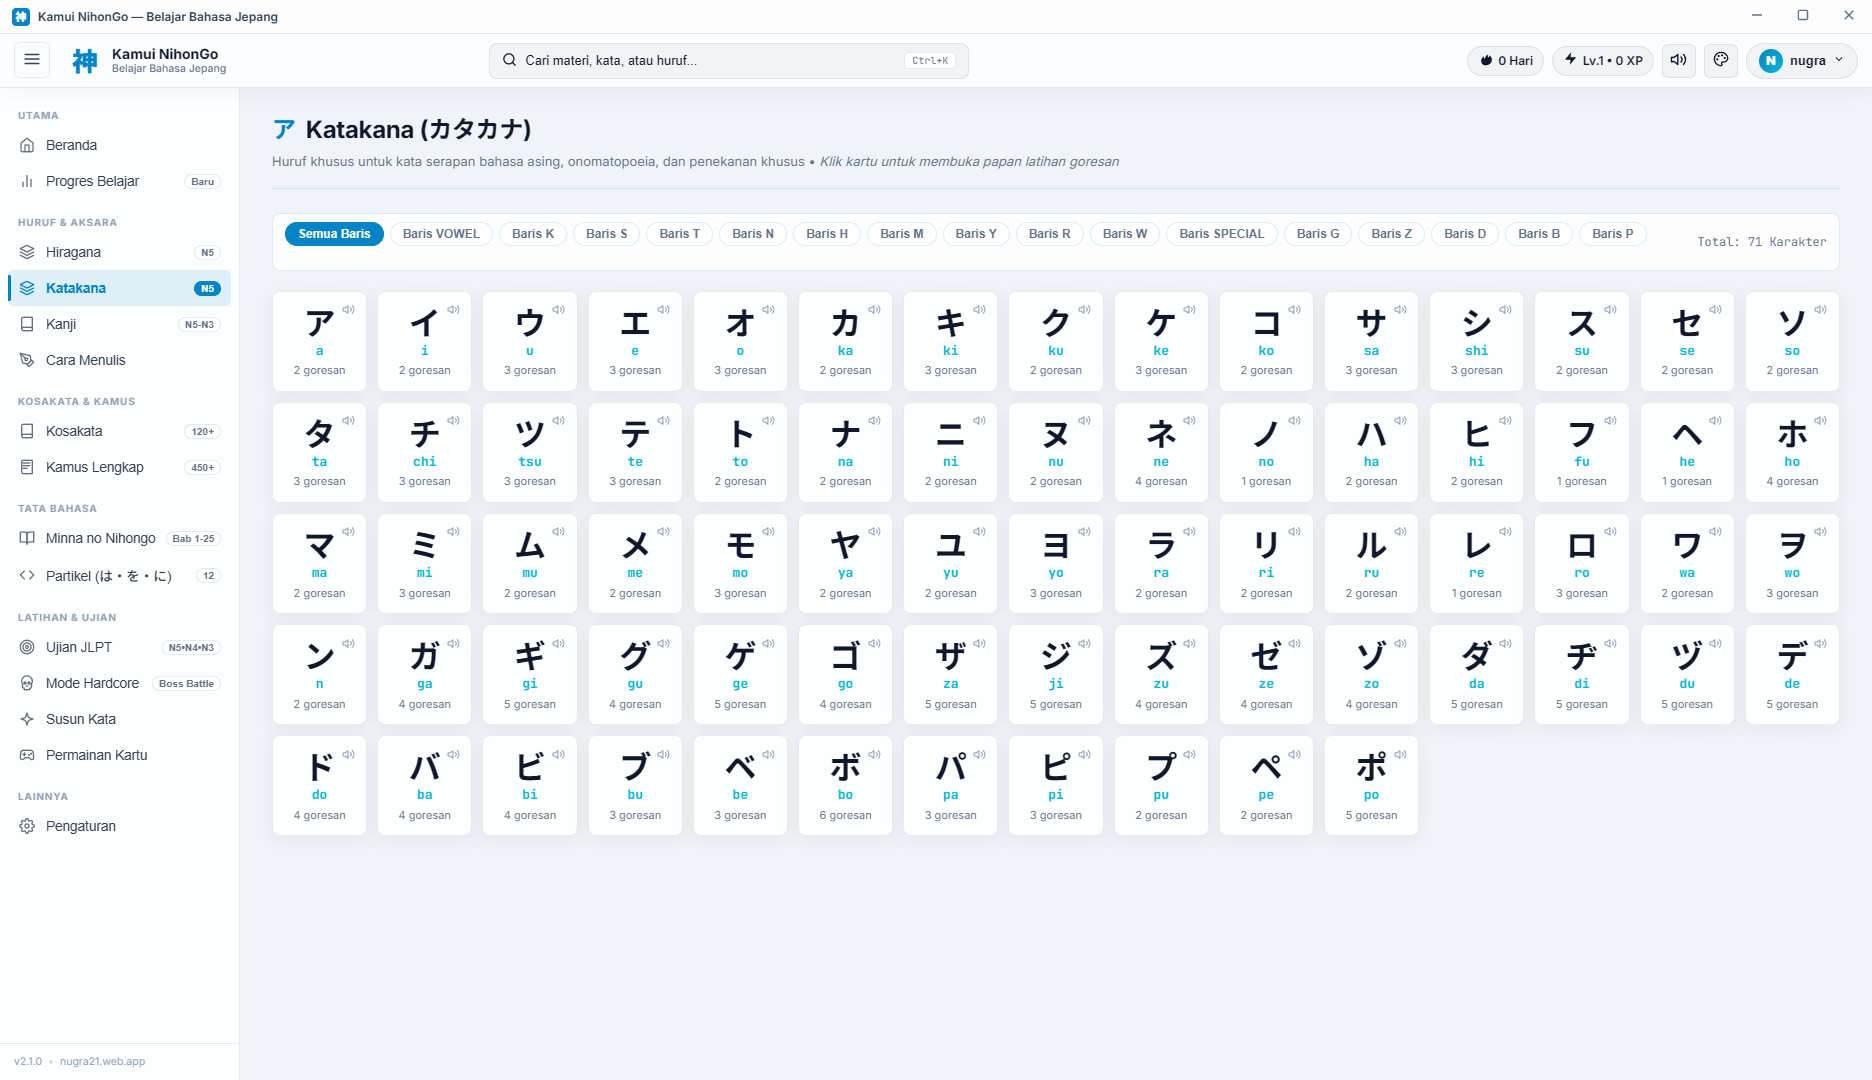 神 Kamui NihonGo — Belajar Bahasa Jepang
神 Kamui NihonGo
Belajar Bahasa Jepang
Cari materi, kata, atau huruf... Ctrl+K
0 Hari Lv.1 • 0 XP N nugra
UTAMA
Beranda
Progres Belajar Baru
HURUF & AKSARA
Hiragana N5
Katakana N5
Kanji N5-N3
Cara Menulis
KOSAKATA & KAMUS
Kosakata 120+
Kamus Lengkap 450+
TATA BAHASA
Minna no Nihongo Bab 1-25
Partikel (は・を・に) 12
LATIHAN & UJIAN
Ujian JLPT N5•N4•N3
Mode Hardcore Boss Battle
Susun Kata
Permainan Kartu
LAINNYA
Pengaturan
v2.1.0 • nugra21.web.app
ア Katakana (カタカナ)
Huruf khusus untuk kata serapan bahasa asing, onomatopoeia, dan penekanan khusus • Klik kartu untuk membuka papan latihan goresan
Semua Baris Baris VOWEL Baris K Baris S Baris T Baris N Baris H Baris M Baris Y Baris R Baris W Baris SPECIAL Baris G Baris Z Baris D Baris B Baris P
Total: 71 Karakter
ア イ ウ エ オ カ キ ク ケ コ サ シ ス セ ソ
a i u e o ka ki ku ke ko sa shi su se so
2 goresan 2 goresan 3 goresan 3 goresan 3 goresan 2 goresan 3 goresan 2 goresan 3 goresan 2 goresan 3 goresan 3 goresan 2 goresan 2 goresan 2 goresan
タ チ ツ テ ト ナ ニ ヌ ネ ノ ハ ヒ フ ヘ ホ
ta chi tsu te to na ni nu ne no ha hi fu he ho
3 goresan 3 goresan 3 goresan 3 goresan 2 goresan 2 goresan 2 goresan 2 goresan 4 goresan 1 goresan 2 goresan 2 goresan 1 goresan 1 goresan 4 goresan
マ ミ ム メ モ ヤ ユ ヨ ラ リ ル レ ロ ワ ヲ
ma mi mu me mo ya yu yo ra ri ru re ro wa wo
2 goresan 3 goresan 2 goresan 2 goresan 3 goresan 2 goresan 2 goresan 3 goresan 2 goresan 2 goresan 2 goresan 1 goresan 3 goresan 2 goresan 3 goresan
ン ガ ギ グ ゲ ゴ ザ ジ ズ ゼ ゾ ダ ヂ ヅ デ
n ga gi gu ge go za ji zu ze zo da di du de
2 goresan 4 goresan 5 goresan 4 goresan 5 goresan 4 goresan 5 goresan 5 goresan 4 goresan 4 goresan 4 goresan 5 goresan 5 goresan 5 goresan 5 goresan
ド バ ビ ブ ベ ボ パ ピ プ ペ ポ
do ba bi bu be bo pa pi pu pe po
4 goresan 4 goresan 4 goresan 3 goresan 3 goresan 6 goresan 3 goresan 3 goresan 2 goresan 2 goresan 5 goresan